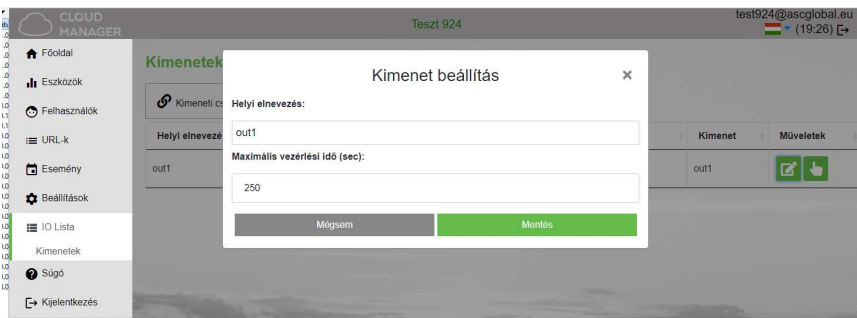 CLOUD
MANAGER
Teszt 924
test924@ascglobal.eu
(19:26)
Főoldal
Eszközök
Felhasználók
URL-k
Esemény
Beállítások
IO Lista
Kimenetek
Súgó
Kijelentkezés
Kimenetek
Kimeneti cs
Helyi elnevezé
Kimenet
Műveletek
out1
out1
Kimenet beállítás
×
Helyi elnevezés:
out1
Maximális vezérlési idő (sec):
250
Mégsem
Mentés